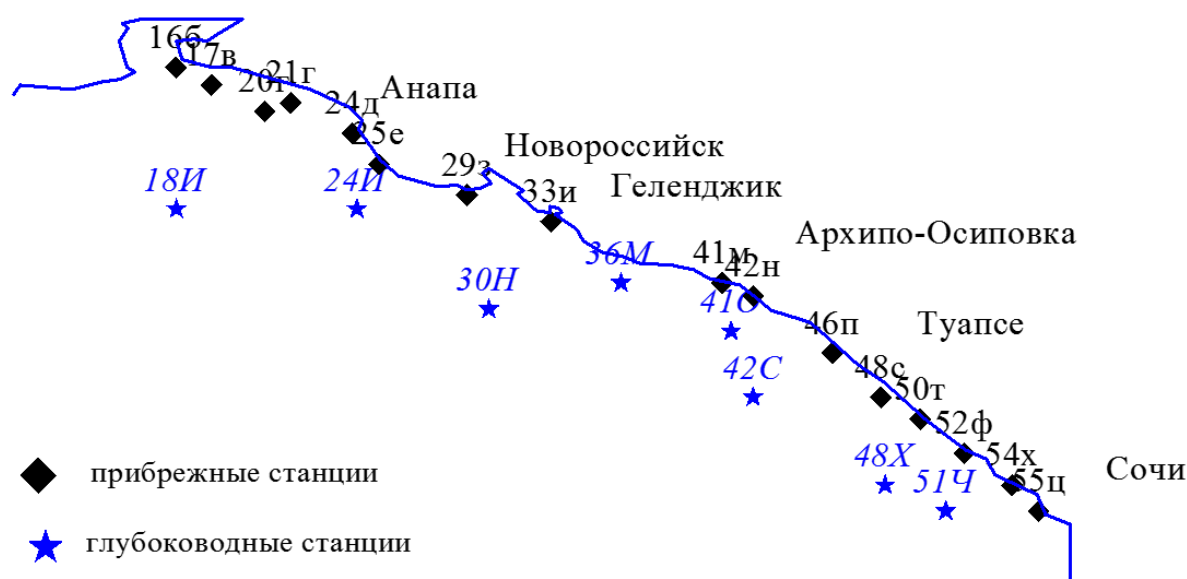 16б
17в
20г
21г
Анапа
24д
25е
Новороссийск
29з
18И
24И
Геленджик
33и
Архипо-Осиповка
36М
41м
42н
30Н
41О
46п
Туапсе
48с
42С
50т
52ф
48Х
54х
Сочи
51Ч
55ц
прибрежные станции
глубоководные станции